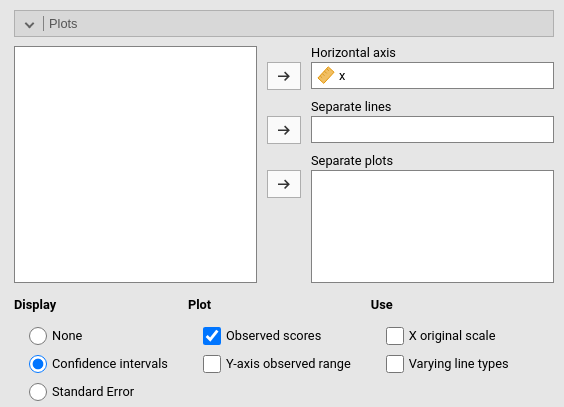 Plots
Horizontal axis
x
Separate lines
Separate plots
Display
Plot
Use
None
Observed scores
X original scale
Confidence intervals
Y-axis observed range
Varying line types
Standard Error